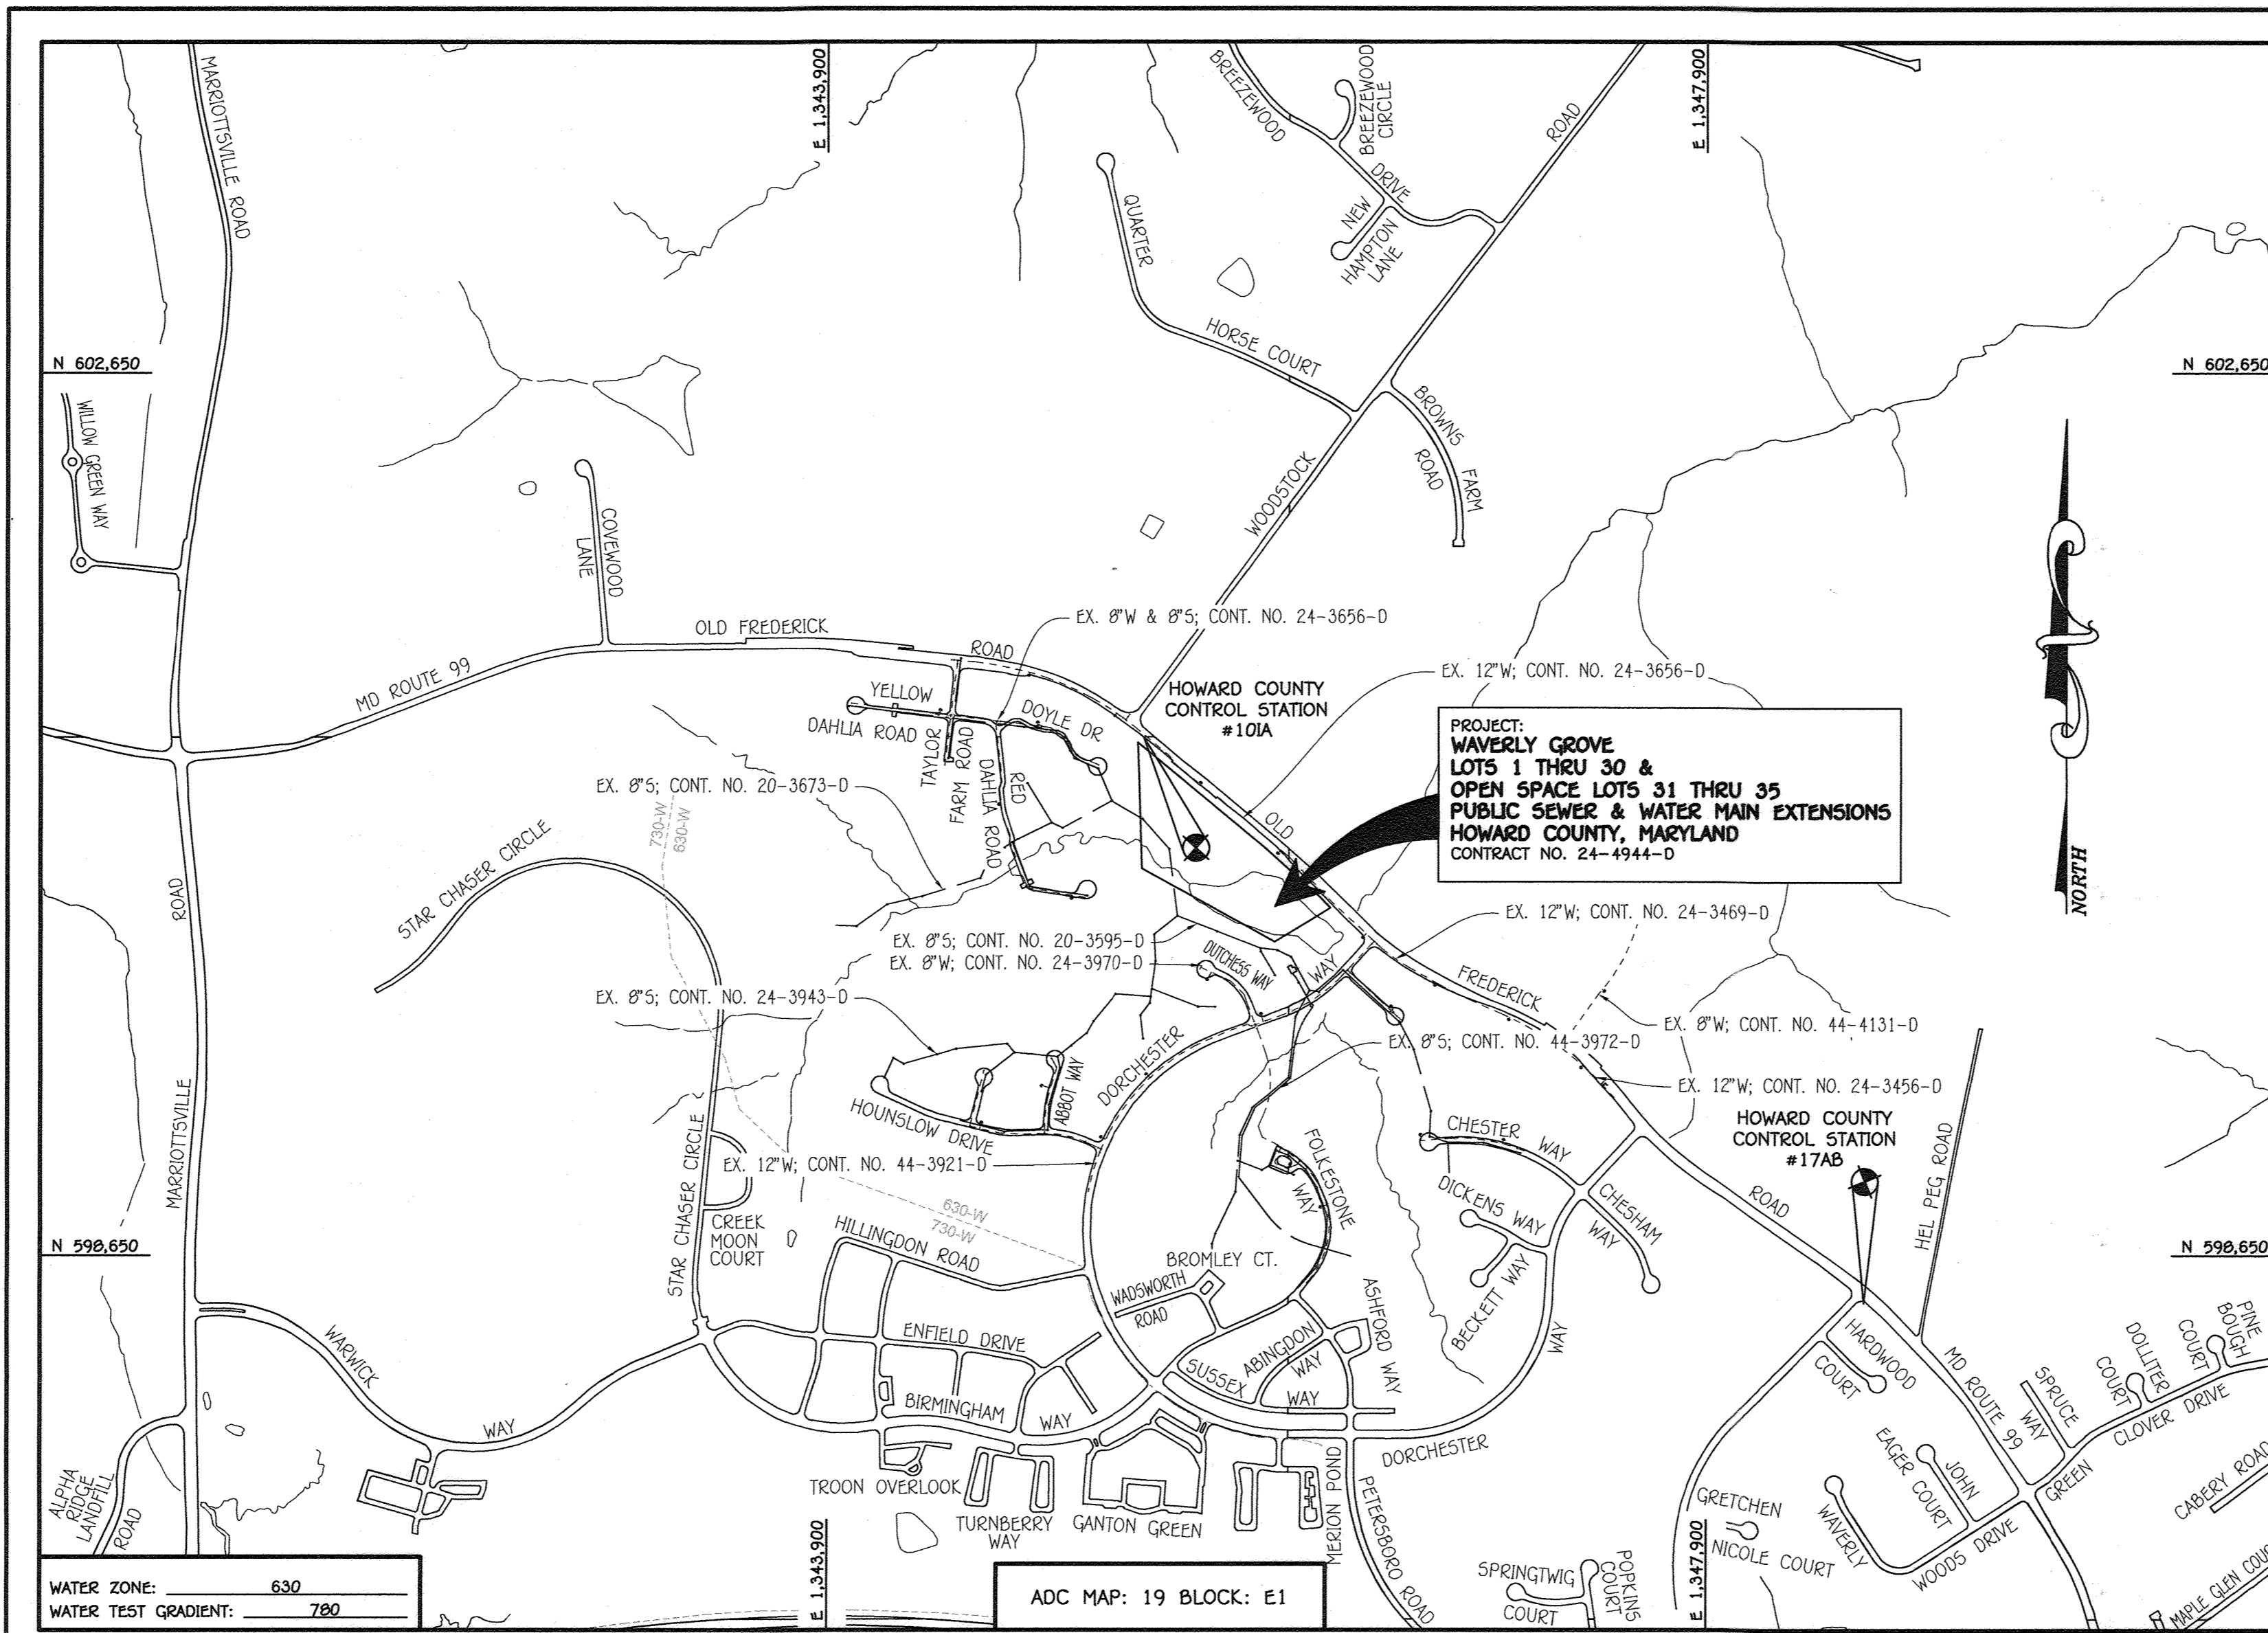 MARRIOTTSVILLE ROAD
E 1,343,900
BREEZEWOOD
BREEZEWOOD
CIRCLE
DRIVE
ROAD
E 1,347,900
QUARTER
NEW
HAMPTON
LANE
HORSE COURT
N 602,650
N 602,650
WILLOW GREEN WAY
BROWNS
FARM
ROAD
WOODSTOCK
COVEWOOD
LANE
EX. 8"W & 8"S; CONT. NO. 24-3656-D
OLD FREDERICK
ROAD
MD ROUTE 99
EX. 12"W; CONT. NO. 24-3656-D
HOWARD COUNTY
CONTROL STATION
#10IA
YELLOW
DAHLIA ROAD
DOYLE DR
TAYLOR
FARM ROAD
RED
DAHLIA ROAD
PROJECT:
WAVERLY GROVE
LOTS 1 THRU 30 &
OPEN SPACE LOTS 31 THRU 35
PUBLIC SEWER & WATER MAIN EXTENSIONS
HOWARD COUNTY, MARYLAND
CONTRACT NO. 24-4944-D
EX. 8"S; CONT. NO. 20-3673-D
730-W
630-W
OLD
NORTH
STAR CHASER CIRCLE
ROAD
EX. 12"W; CONT. NO. 24-3469-D
EX. 8"S; CONT. NO. 20-3595-D
EX. 8"W; CONT. NO. 24-3970-D
DUTCHESS WAY
WAY
FREDERICK
EX. 8"S; CONT. NO. 24-3943-D
EX. 8"W; CONT. NO. 44-4131-D
EX. 8"S; CONT. NO. 44-3972-D
DORCHESTER
ABBOT WAY
HOUNSLOW DRIVE
EX. 12"W; CONT. NO. 24-3456-D
HOWARD COUNTY
CONTROL STATION
#17AB
MARRIOTTSVILLE
STAR CHASER CIRCLE
EX. 12"W; CONT. NO. 44-3921-D
CHESTER
WAY
FOLKESTONE
WAY
DICKENS WAY
CHESHAM
WAY
ROAD
HEL PEG ROAD
630-W
730-W
CREEK
MOON
COURT
HILLINGDON ROAD
N 598,650
N 598,650
BROMLEY CT.
WADSWORTH
ROAD
BECKETT WAY
ASHFORD WAY
WARWICK
WAY
ENFIELD DRIVE
SUSSEX
ABINGDON
WAY
WAY
WAY
HARDWOOD
COURT
MD ROUTE 99
SPRUCE
WAY
DOLLITER
COURT
PINE
BOUGH
COURT
CLOVER DRIVE
GREEN
BIRMINGHAM
WAY
DORCHESTER
TROON OVERLOOK
TURNBERRY
WAY
GANTON GREEN
MERION POND
PETERSBORO ROAD
ALPHA
RIDGE
LANDFILL
ROAD
EAGER COURT
JOHN
CABERY ROAD
GRETCHEN
NICOLE COURT
WAVERLY
WOODS DRIVE
E 1,343,900
E 1,347,900
SPRINGTWIG
COURT
POPKINS
COURT
WATER ZONE: 630
WATER TEST GRADIENT: 780
ADC MAP: 19 BLOCK: E1
MAPLE GLEN